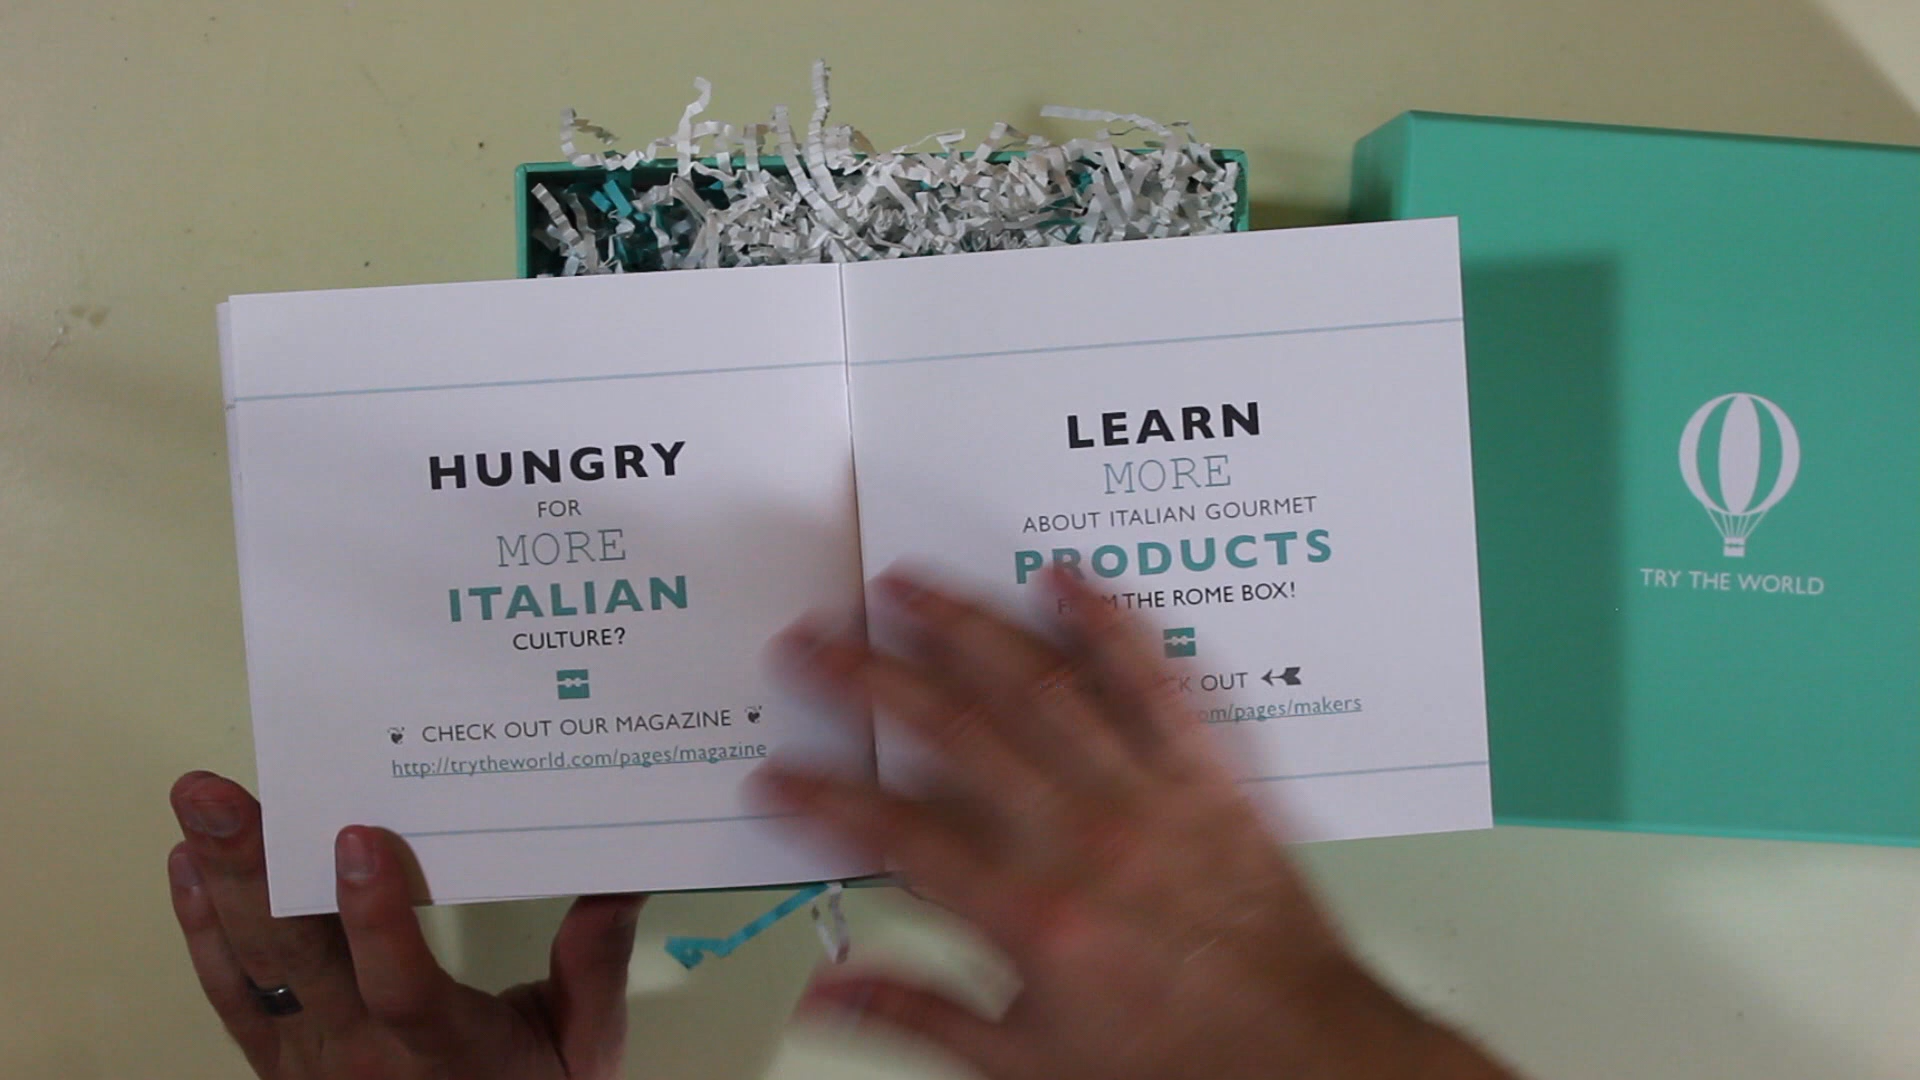 HUNGRY
FOR
MORE
ITALIAN
CULTURE?
CHECK OUT OUR MAGAZINE
http://trytheworld.com/pages/magazine
LEARN
MORE
ABOUT ITALIAN GOURMET
PRODUCTS
FROM THE ROME BOX!
OUT
/pages/makers
TRY THE WORLD